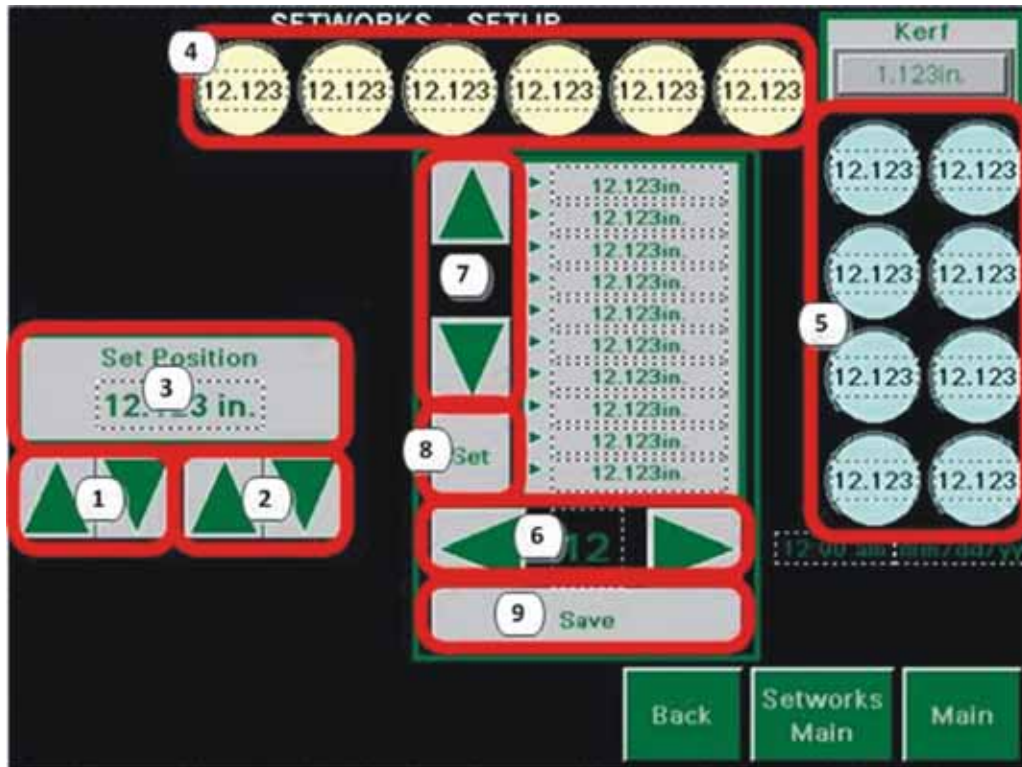 SETWORKS - SETUP
Kerf
1.123in.
4
12.123 12.123 12.123 12.123 12.123 12.123
12.123 12.123
12.123 12.123
12.123 12.123
12.123 12.123
5
7
12.123in.
12.123in.
12.123in.
12.123in.
12.123in.
12.123in.
12.123in.
12.123in.
12.123in.
12.123in.
Set Position
3
12.123 in.
1
2
8
Set
6
12
12:00 am mm/dd/yy
9
Save
Back
Setworks
Main
Main